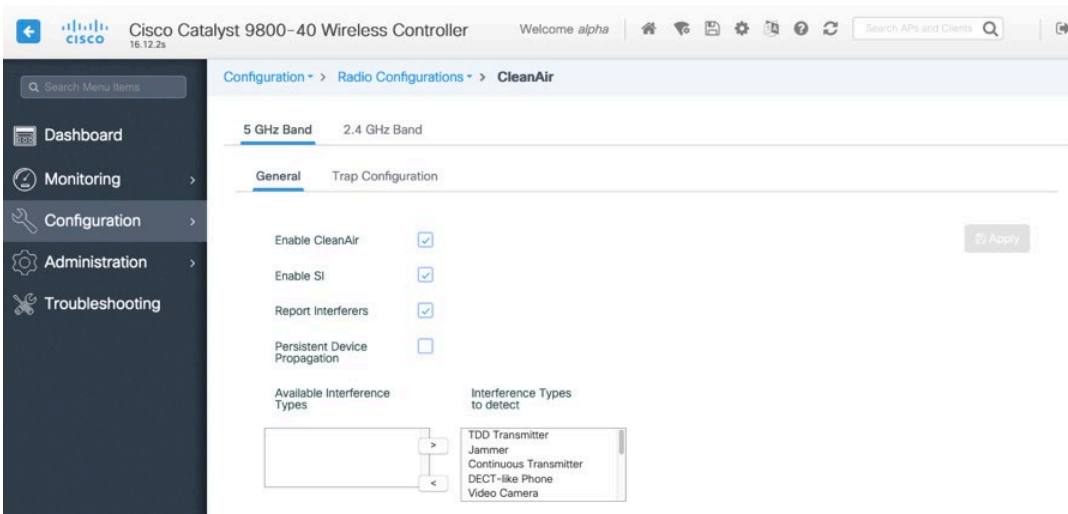 CISCO
Cisco Catalyst 9800-40 Wireless Controller
16.12.2s
Welcome alpha
Search APs and Clients
Search Menu Items
Dashboard
Monitoring
Configuration
Administration
Troubleshooting
Configuration > Radio Configurations > CleanAir
5 GHz Band 2.4 GHz Band
General Trap Configuration
Enable CleanAir
Apply
Enable SI
Report Interferers
Persistent Device
Propagation
Available Interference
Types
Interference Types
to detect
>
<
TDD Transmitter
Jammer
Continuous Transmitter
DECT-like Phone
Video Camera